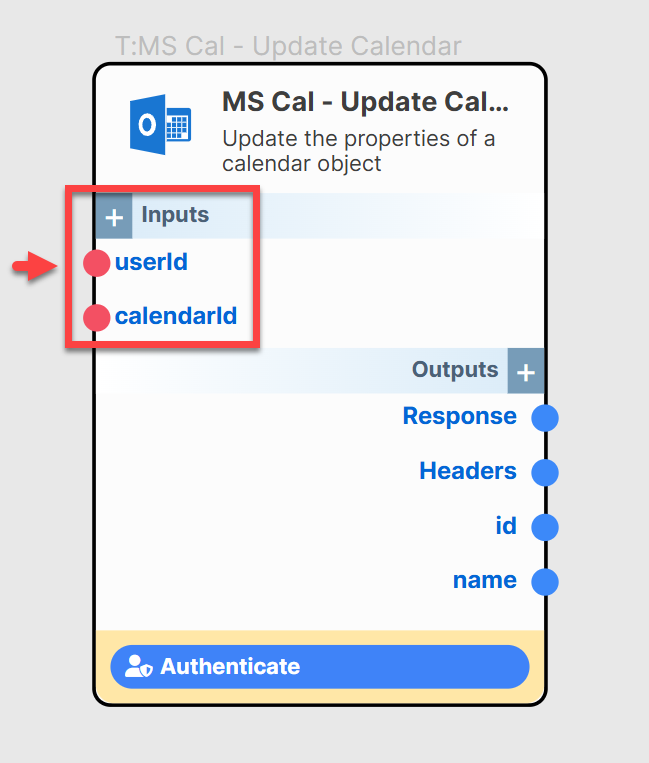 T:MS Cal - Update Calendar
MS Cal - Update Cal...
Update the properties of a
calendar object
+ Inputs
userId
calendarId
Outputs +
Response
Headers
id
name
Authenticate